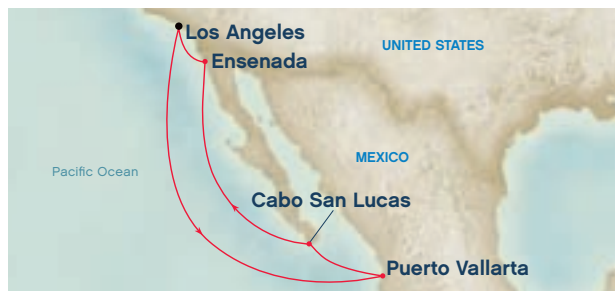 Los Angeles
UNITED STATES
Ensenada
MEXICO
Pacific Ocean
Cabo San Lucas
Puerto Vallarta